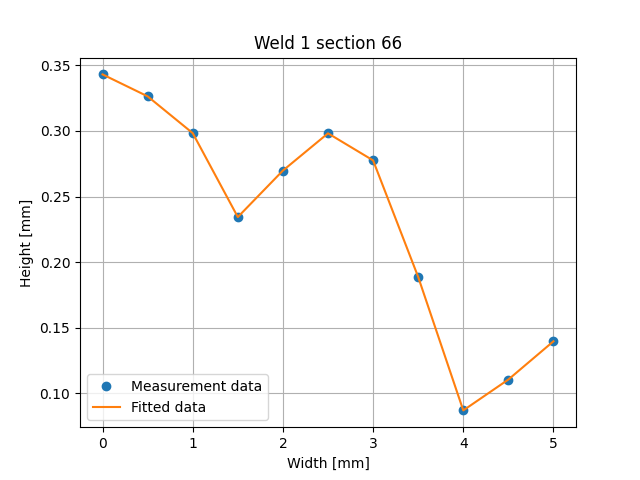 Weld 1 section 66
0.35
0.30
0.25
0.20
0.15
0.10
Height [mm]
Measurement data
Fitted data
0 1 2 3 4 5
Width [mm]